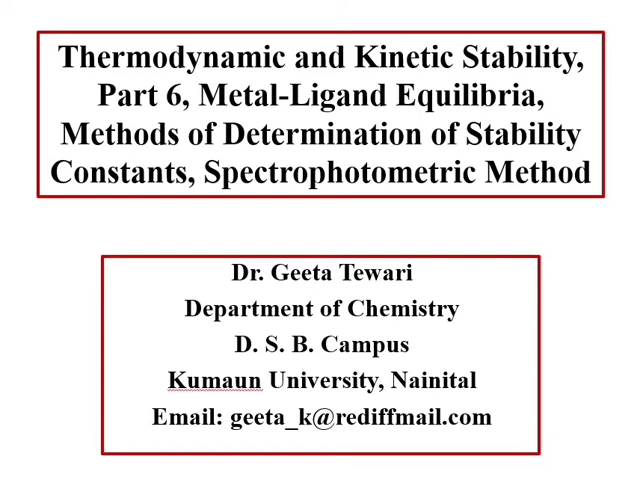 Thermodynamic and Kinetic Stability,
Part 6, Metal-Ligand Equilibria,
Methods of Determination of Stability
Constants, Spectrophotometric Method
Dr. Geeta Tewari
Department of Chemistry
D. S. B. Campus
Kumaun University, Nainital
Email: geeta_k@rediffmail.com